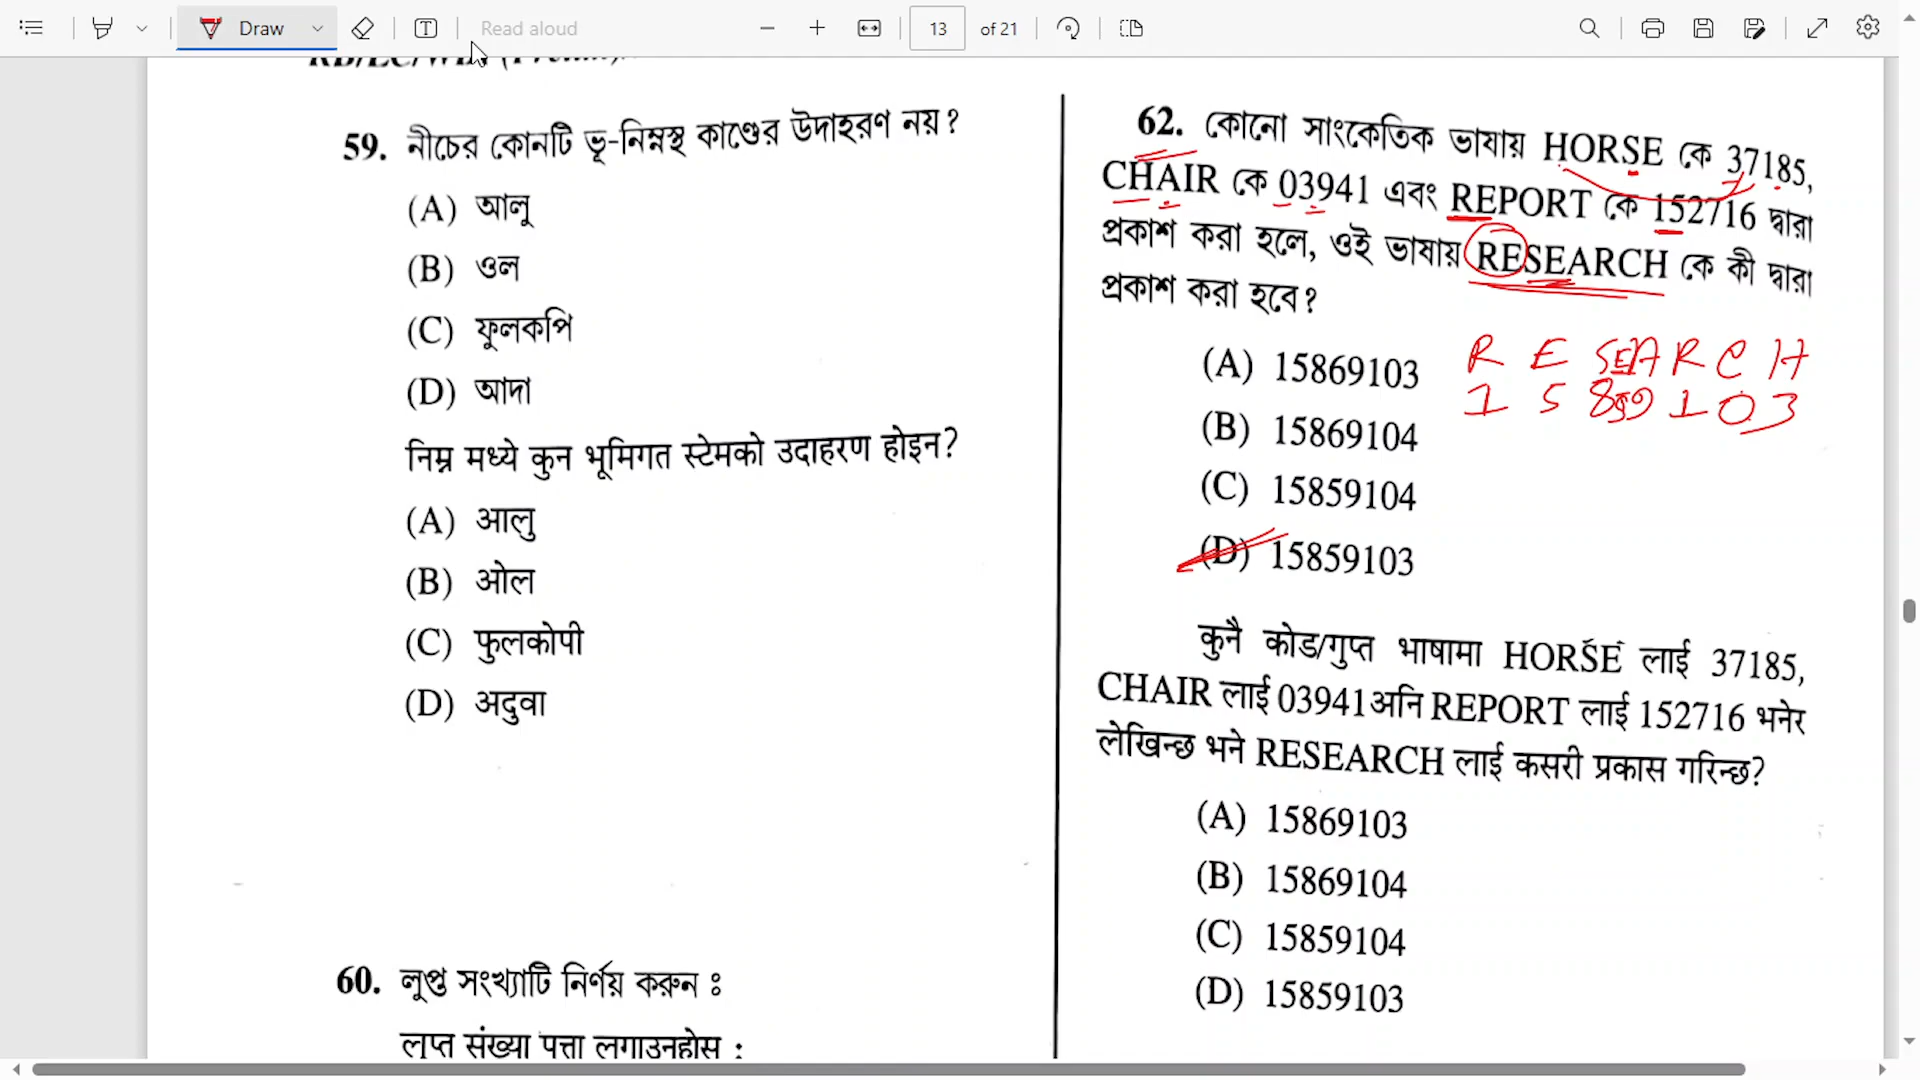 Draw
Read aloud
13
of 21
59. নীচের কোনটি ভূ-নিম্নস্থ কাণ্ডের উদাহরণ নয় ?
(A) আলু
(B) ওল
(C) ফুলকপি
(D) আদা
निम्न मध्ये कुन भूमिगत स्टेमको उदाहरण होइन?
(A) आलु
(B) ओल
(C) फुलकोपी
(D) अदुवा
60. লুপ্ত সংখ্যাটি নির্ণয় করুন ঃ
लुप्त संख्या पत्ता लगाउनुहोस् :
62. কোনো সাংকেতিক ভাষায় HORSE কে 37185,
CHAIR কে 03941 এবং REPORT কে 152716 দ্বারা
প্রকাশ করা হলে, ওই ভাষায় RESEARCH কে কী দ্বারা
প্রকাশ করা হবে ?
R E SEA R C H
1 5 859 1 0 3
(A) 15869103
(B) 15869104
(C) 15859104
(D) 15859103
कुनै कोड/गुप्त भाषामा HORSE लाई 37185,
CHAIR लाई 03941 अनि REPORT लाई 152716 भनेर
लेखिन्छ भने RESEARCH लाई कसरी प्रकास गरिन्छ?
(A) 15869103
(B) 15869104
(C) 15859104
(D) 15859103